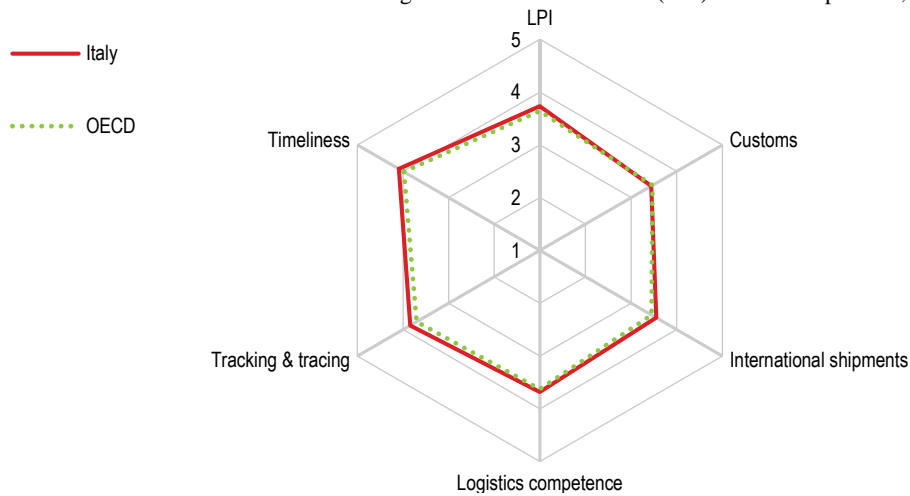 LPI
Italy
OECD
5
4
3
2
1
Timeliness
Customs
Tracking & tracing
International shipments
Logistics competence